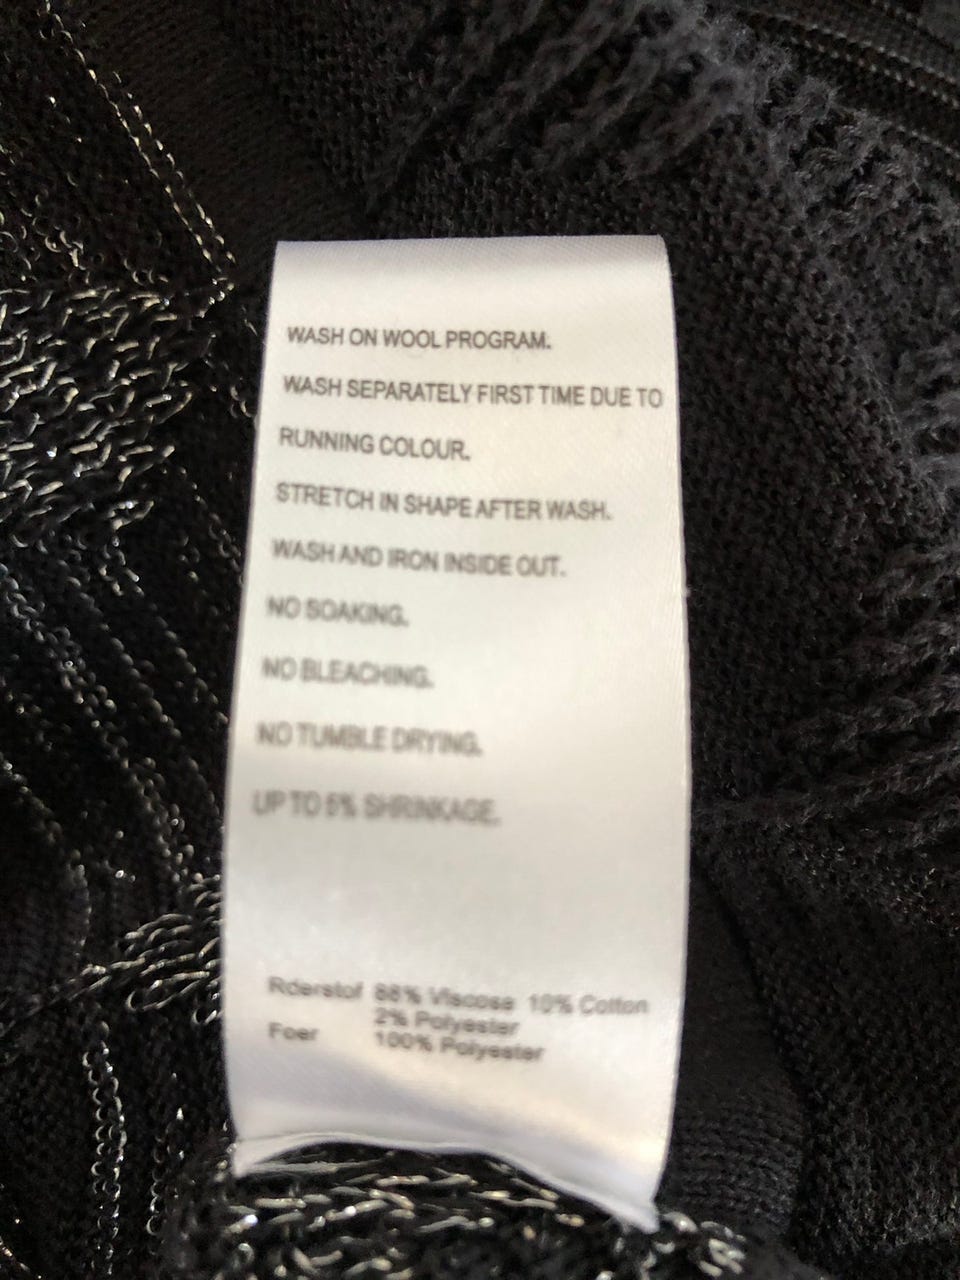 WASH ON WOOL PROGRAM.
WASH SEPARATELY FIRST TIME DUE TO
RUNNING COLOUR.
STRETCH IN SHAPE AFTER WASH.
WASH AND IRON INSIDE OUT.
NO SOAKING.
NO BLEACHING.
NO TUMBLE DRYING.
UP TO 5% SHRINKAGE.
Rderstof 88% Viscose 10% Cotton
2% Polyester
Foer 100% Polyester